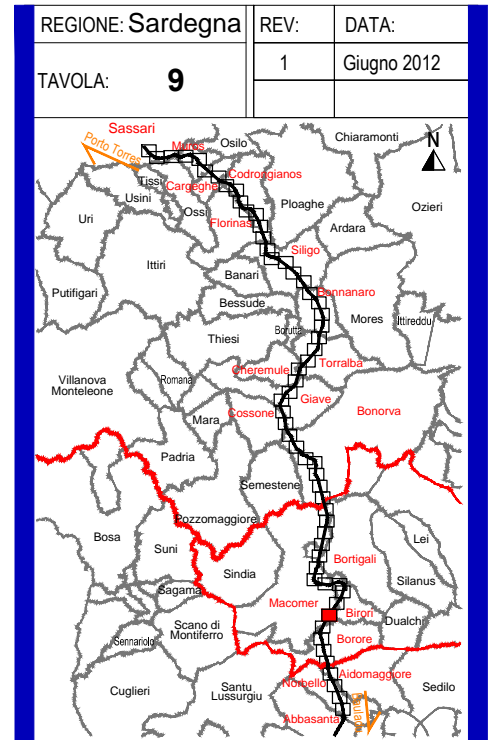 REGIONE: Sardegna
REV:
DATA:
TAVOLA: 9
1
Giugno 2012
Sassari
Porto Torres
Muros
Osilo
Chiaramonti
N
Tissi
Cargeghe
Codrongianos
Usini
Ossi
Ploaghe
Ozieri
Uri
Florinas
Ardara
Ittiri
Siligo
Banari
Bonnanaro
Putifigari
Bessude
Mores
Ittireddu
Thiesi
Borutta
Cheremule
Torralba
Villanova
Monteleone
Romana
Giave
Cossone
Bonorva
Mara
Padria
Semestene
Pozzomaggiore
Bosa
Suni
Lei
Bortigali
Sindia
Silanus
Sagama
Macomer
Birori
Dualchi
Scano di
Montiferro
Sennariolo
Borore
Aidomaggiore
Norbello
Cuglieri
Santu
Lussurgiu
Sedilo
Abbasanta